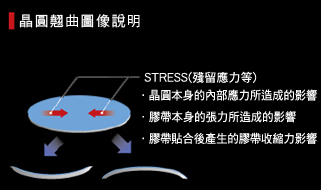 晶圓翹曲圖像說明
STRESS(殘留應力等)
· 晶圓本身的內部應力所造成的影響
· 膠帶本身的張力所造成的影響
· 膠帶貼合後產生的膠帶收縮力影響